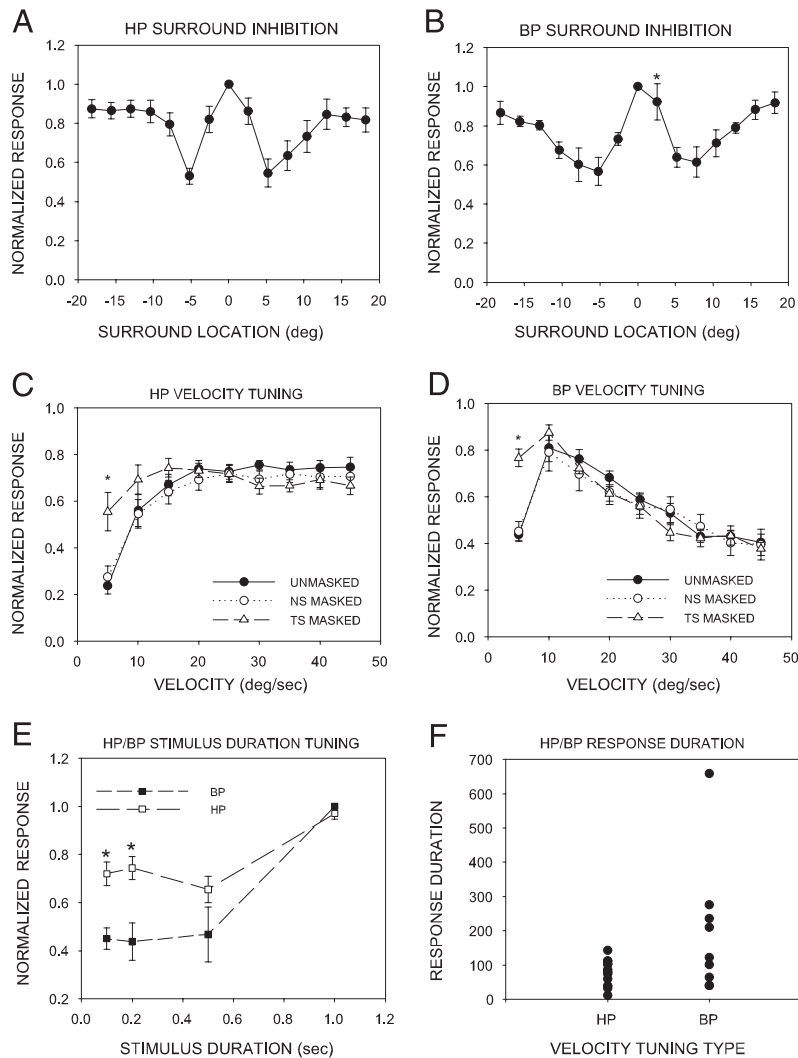 A
HP SURROUND INHIBITION
NORMALIZED RESPONSE
1.2
1.0
0.8
0.6
0.4
0.2
0.0
-20 -15 -10 -5 0 5 10 15 20
SURROUND LOCATION (deg)
B
BP SURROUND INHIBITION
NORMALIZED RESPONSE
1.2
1.0
0.8
0.6
0.4
0.2
0.0
*
-20 -15 -10 -5 0 5 10 15 20
SURROUND LOCATION (deg)
C
HP VELOCITY TUNING
NORMALIZED RESPONSE
1.0
0.8
0.6
0.4
0.2
0.0
*
UNMASKED
NS MASKED
TS MASKED
0 10 20 30 40 50
VELOCITY (deg/sec)
D
BP VELOCITY TUNING
NORMALIZED RESPONSE
1.0
0.8
0.6
0.4
0.2
0.0
*
UNMASKED
NS MASKED
TS MASKED
0 10 20 30 40 50
VELOCITY (deg/sec)
E
HP/BP STIMULUS DURATION TUNING
NORMALIZED RESPONSE
1.2
1.0
0.8
0.6
0.4
0.2
BP
HP
* *
0.0 0.2 0.4 0.6 0.8 1.0 1.2
STIMULUS DURATION (sec)
F
HP/BP RESPONSE DURATION
RESPONSE DURATION
700
600
500
400
300
200
100
0
HP BP
VELOCITY TUNING TYPE